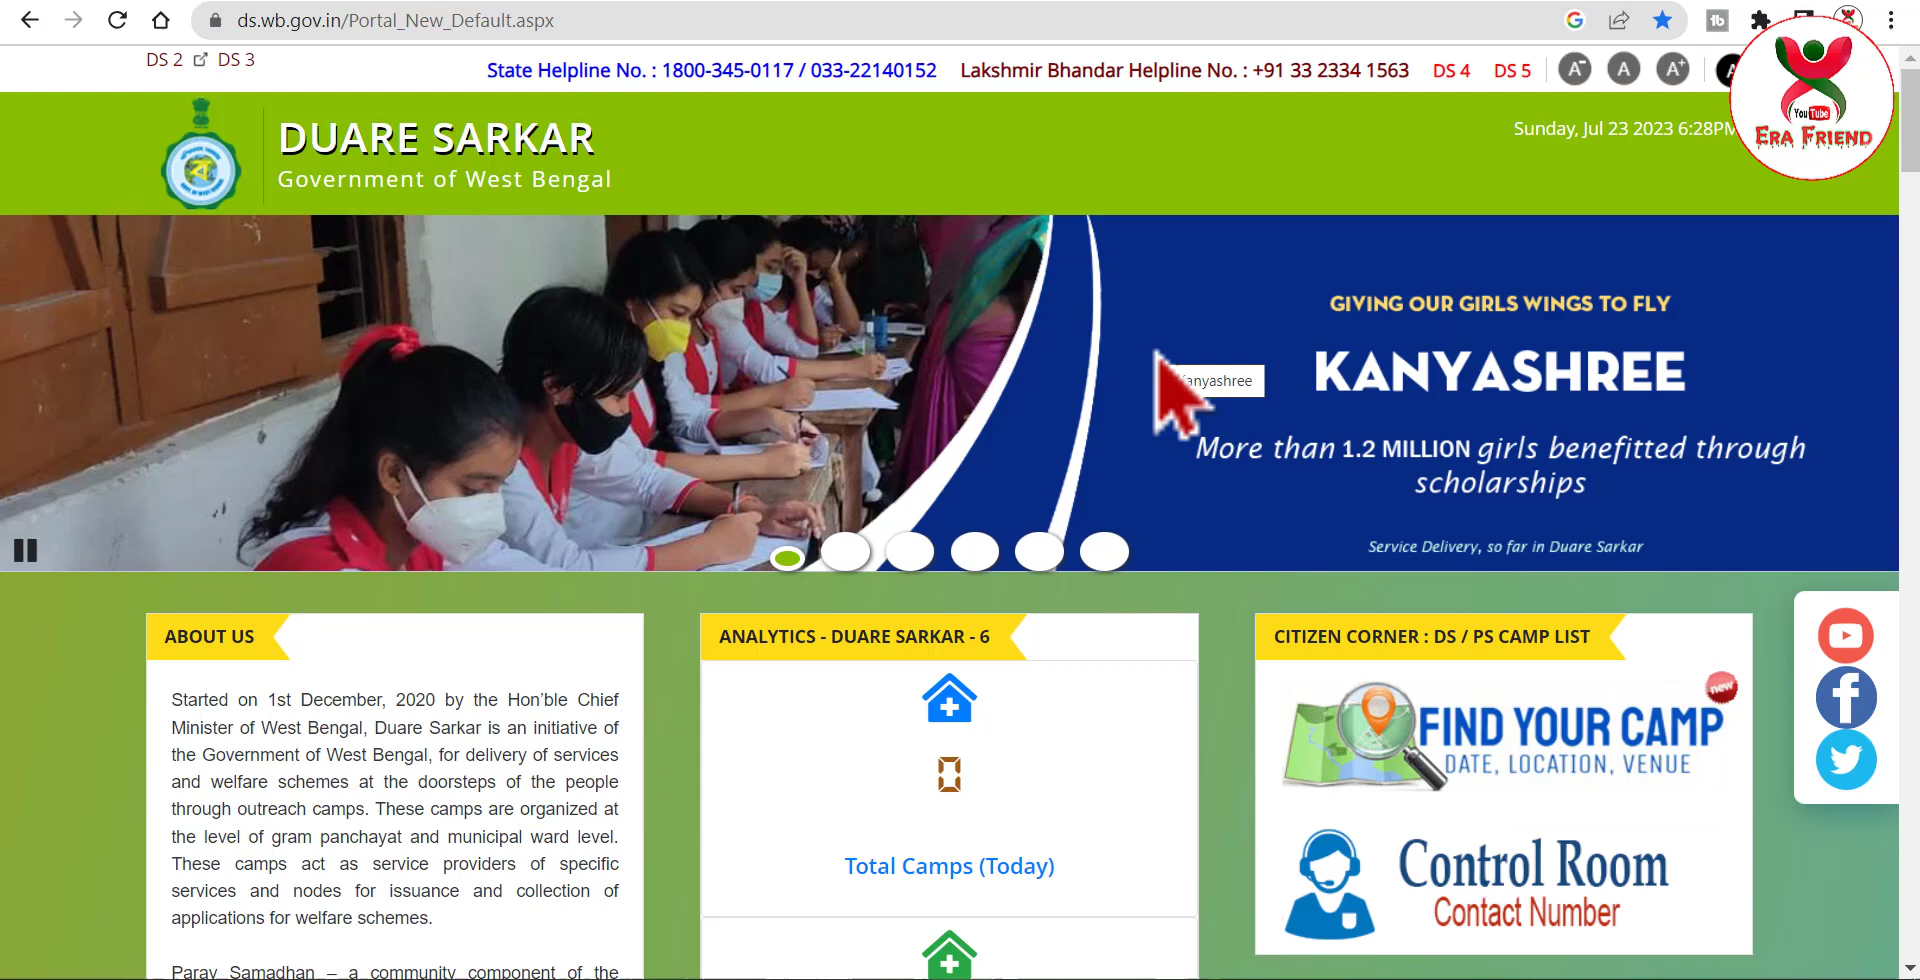 ds.wb.gov.in/Portal_New_Default.aspx
DS 2 DS 3
State Helpline No. : 1800-345-0117 / 033-22140152 Lakshmir Bhandar Helpline No. : +91 33 2334 1563 DS 4 DS 5 A- A A+ A
DUARE SARKAR
Government of West Bengal
Sunday, Jul 23 2023 6:28PM
YouTube
ERA FRIEND
GIVING OUR GIRLS WINGS TO FLY
KANYASHREE
Kanyashree
More than 1.2 MILLION girls benefitted through
scholarships
Service Delivery, so far in Duare Sarkar
ABOUT US
Started on 1st December, 2020 by the Hon’ble Chief
Minister of West Bengal, Duare Sarkar is an initiative of
the Government of West Bengal, for delivery of services
and welfare schemes at the doorsteps of the people
through outreach camps. These camps are organized at
the level of gram panchayat and municipal ward level.
These camps act as service providers of specific
services and nodes for issuance and collection of
applications for welfare schemes.
Paray Samadhan – a community component of the
ANALYTICS - DUARE SARKAR - 6
0
Total Camps (Today)
CITIZEN CORNER : DS / PS CAMP LIST
new
FIND YOUR CAMP
DATE, LOCATION, VENUE
Control Room
Contact Number